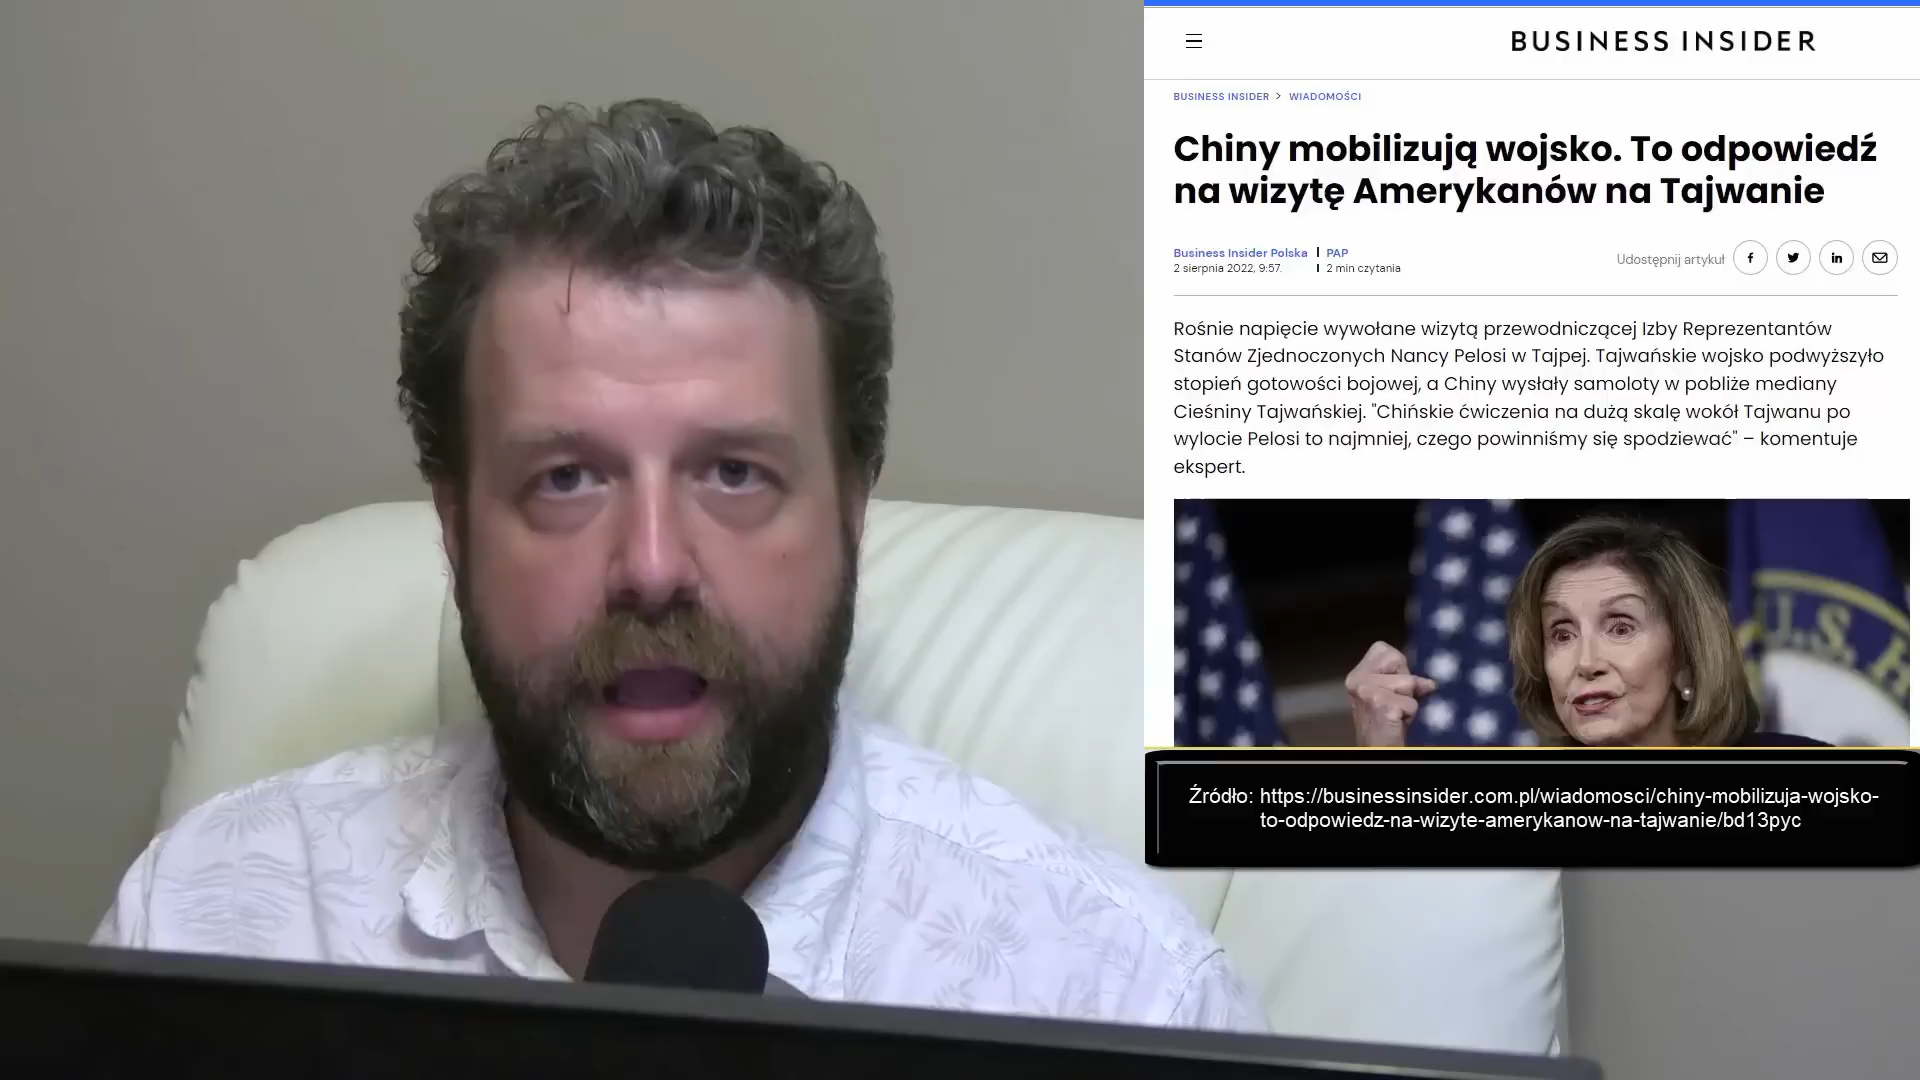 BUSINESS INSIDER
BUSINESS INSIDER > WIADOMOŚCI
Chiny mobilizują wojsko. To odpowiedź
na wizytę Amerykanów na Tajwanie
Business Insider Polska | PAP
2 sierpnia 2022, 9:57. | 2 min czytania
Udostępnij artykuł
Rośnie napięcie wywołane wizytą przewodniczącej Izby Reprezentantów
Stanów Zjednoczonych Nancy Pelosi w Tajpej. Tajwańskie wojsko podwyższyło
stopień gotowości bojowej, a Chiny wysłały samoloty w pobliże mediany
Cieśniny Tajwańskiej. "Chińskie ćwiczenia na dużą skalę wokół Tajwanu po
wylocie Pelosi to najmniej, czego powinniśmy się spodziewać" – komentuje
ekspert.
U.S. H
Źródło: https://businessinsider.com.pl/wiadomosci/chiny-mobilizuja-wojsko-
to-odpowiedz-na-wizyte-amerykanow-na-tajwanie/bd13pyc